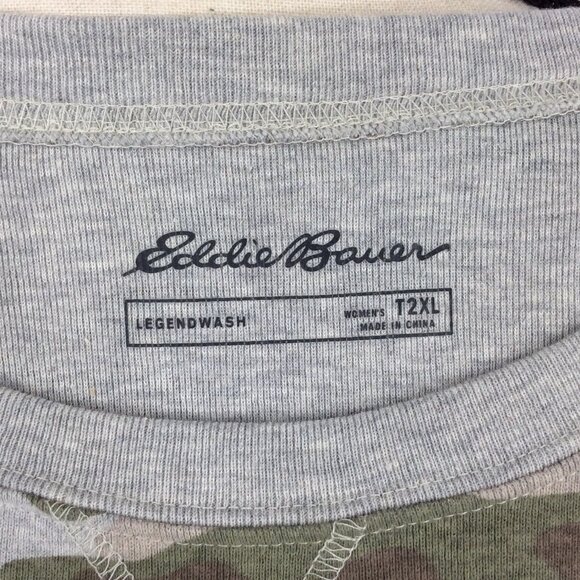 Eddie Bauer
LEGENDWASH
WOMEN'S T2XL
MADE IN CHINA